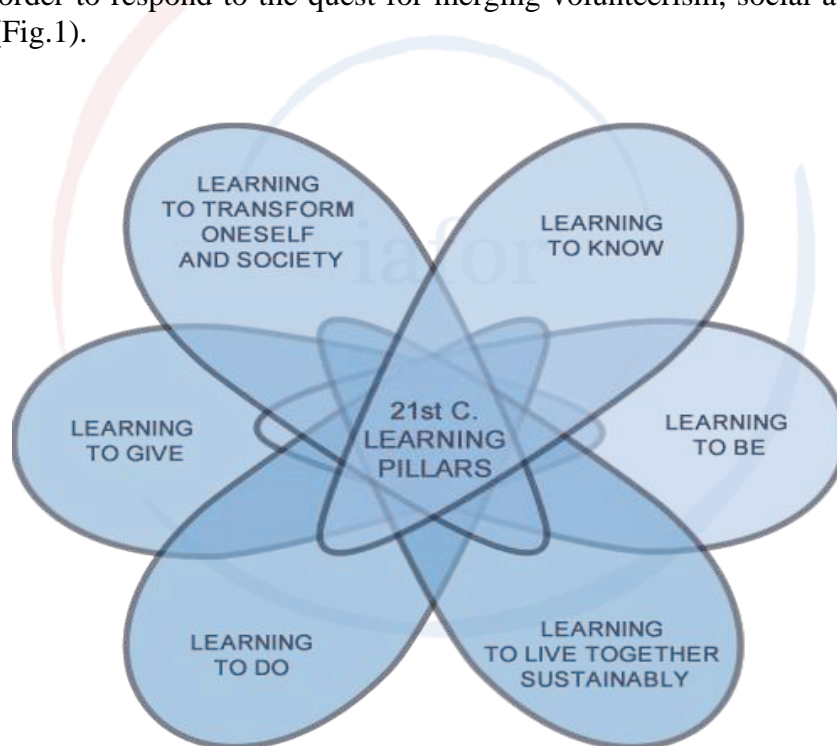 order to respond to the quest for merging volunteerism, social a
(Fig.1).
LEARNING
TO TRANSFORM
ONESELF
AND SOCIETY
iafor
LEARNING
TO KNOW
LEARNING
TO GIVE
21st C.
LEARNING
PILLARS
LEARNING
TO BE
LEARNING
TO DO
LEARNING
TO LIVE TOGETHER
SUSTAINABLY